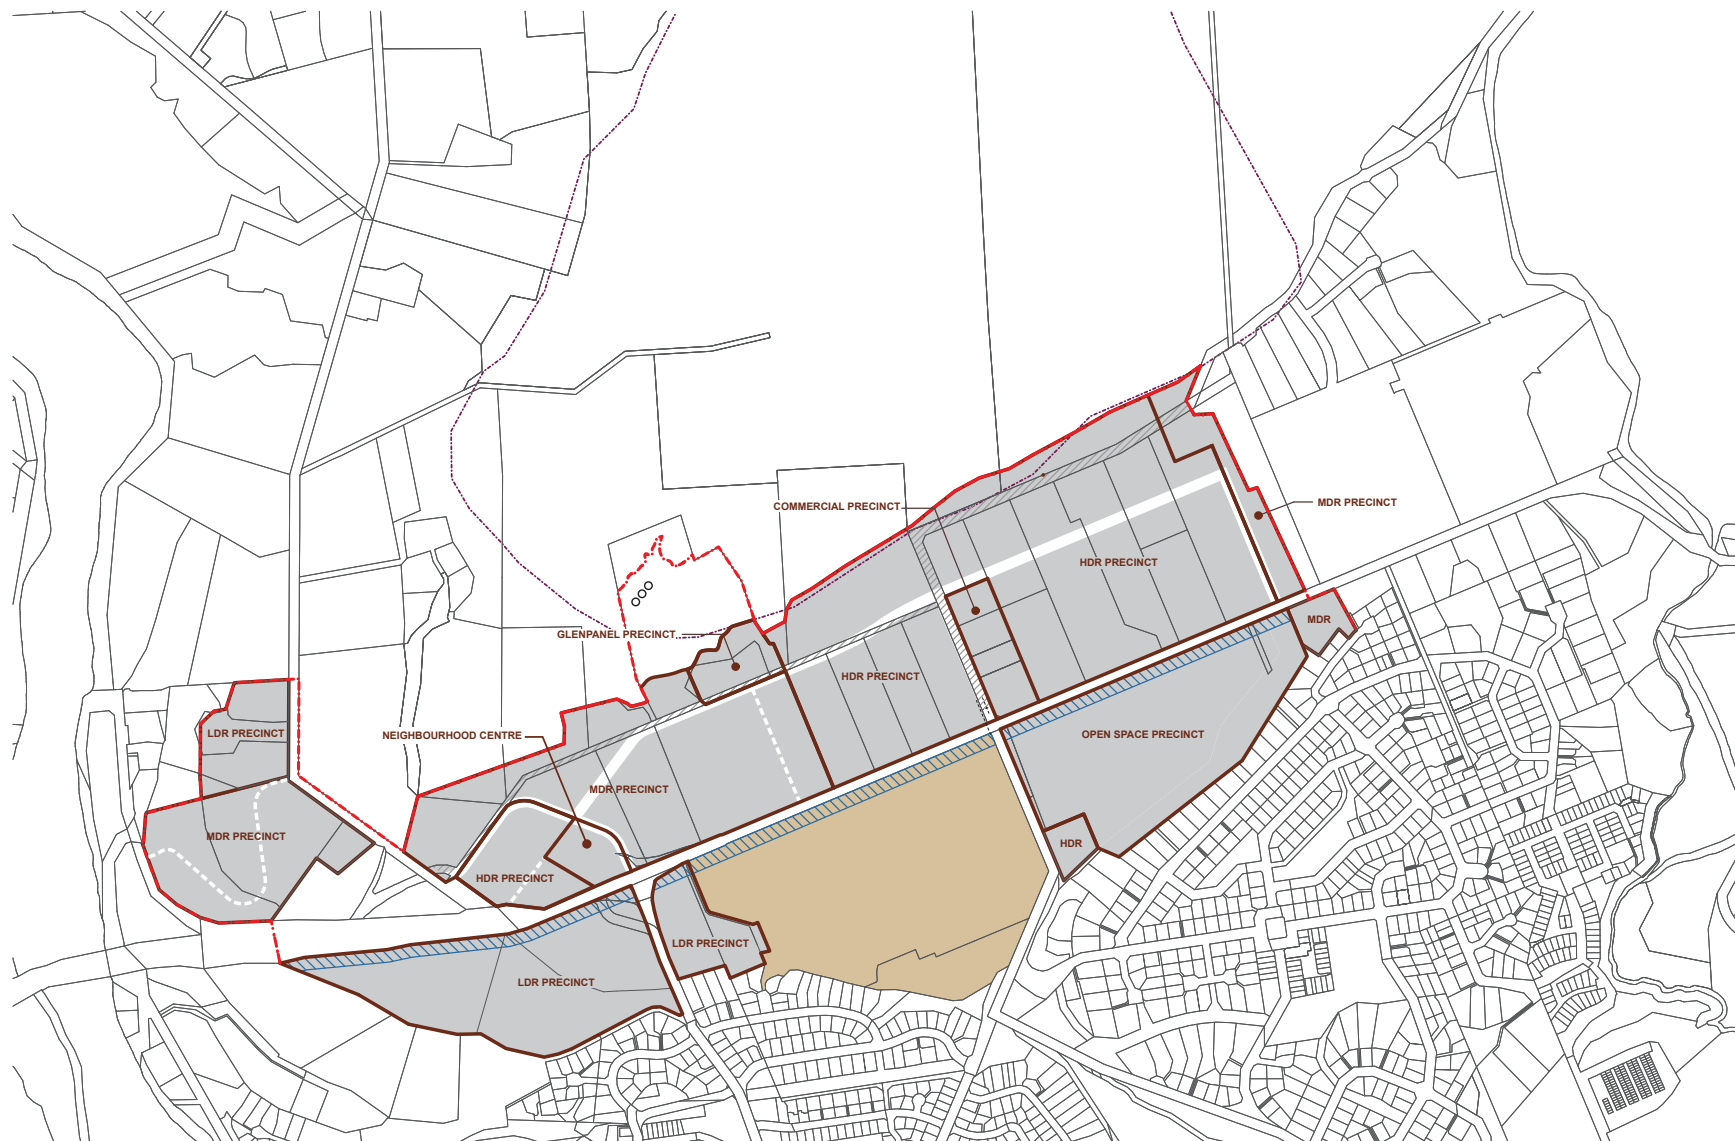 COMMERCIAL PRECINCT
MDR PRECINCT
HDR PRECINCT
MDR
GLENPANEL PRECINCT
HDR PRECINCT
LDR PRECINCT
NEIGHBOURHOOD CENTRE
OPEN SPACE PRECINCT
MDR PRECINCT
MDR PRECINCT
HDR
HDR PRECINCT
LDR PRECINCT
LDR PRECINCT